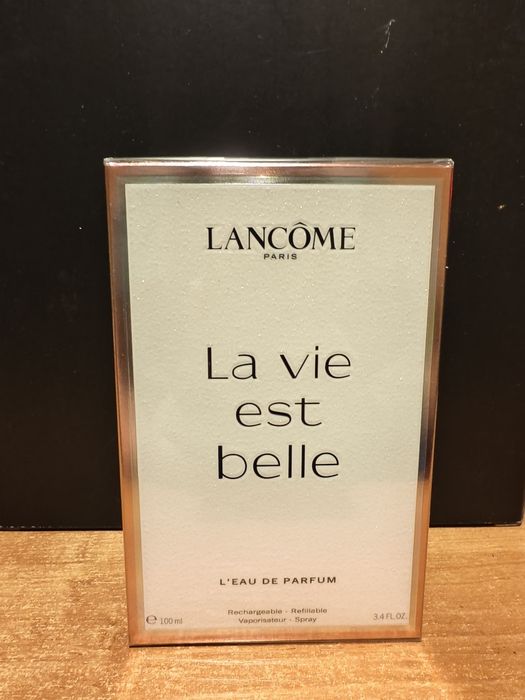 LANCÔME
PARIS
La vie
est
belle
L'EAU DE PARFUM
Rechargeable - Refillable
Vaporisateur - Spray
℮ 100 ml
3.4 FL.OZ.